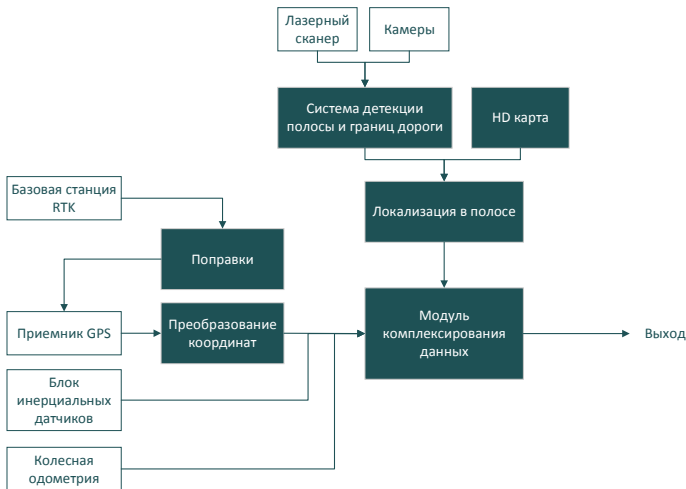 Лазерный
сканер
Камеры
Система детекции
полосы и границ дороги
HD карта
Базовая станция
RTK
Локализация в полосе
Поправки
Приемник GPS
Преобразование
координат
Модуль
комплексирования
данных
Выход
Блок
инерциальных
датчиков
Колесная
одометрия